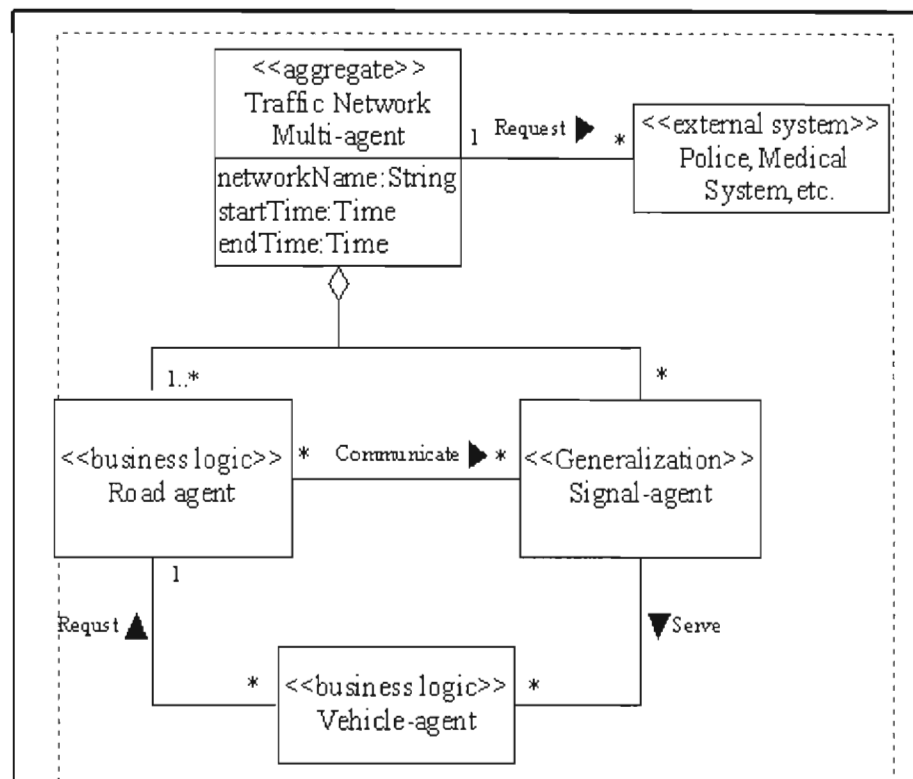 <<aggregate>>
Traffic Network
Multi-agent
networkName:String
startTime:Time
endTime:Time
1 Request *
<<external system>>
Police, Medical
System, etc.
1..*
*
<<business logic>>
Road agent
* Communicate *
<<Generalization>>
Signal-agent
1
Requst
Serve
* *
<<business logic>>
Vehicle-agent